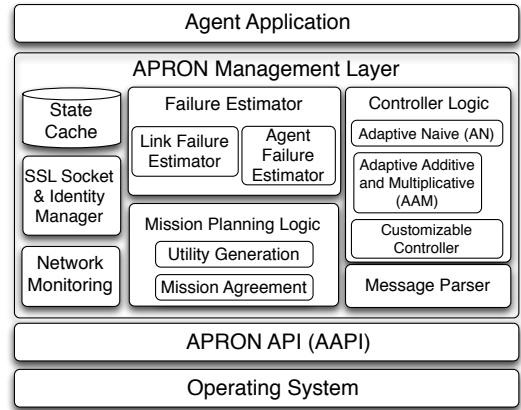 Agent Application
APRON Management Layer
State
Cache
SSL Socket
& Identity
Manager
Network
Monitoring
Failure Estimator
Link Failure
Estimator
Agent
Failure
Estimator
Mission Planning Logic
Utility Generation
Mission Agreement
Controller Logic
Adaptive Naive (AN)
Adaptive Additive
and Multiplicative
(AAM)
Customizable
Controller
Message Parser
APRON API (AAPI)
Operating System